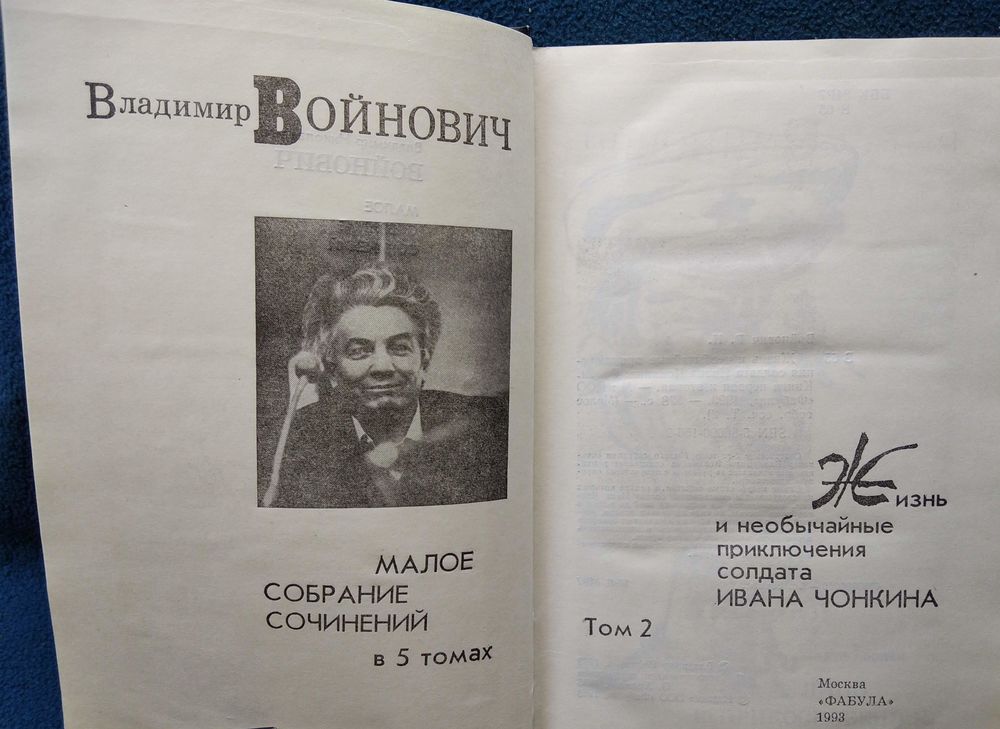 Владимир ВОЙНОВИЧ
МАЛОЕ
СОБРАНИЕ
СОЧИНЕНИЙ
в 5 томах
Жизнь
и необычайные
приключения
солдата
ИВАНА ЧОНКИНА
Том 2
Москва
«ФАБУЛА»
1993